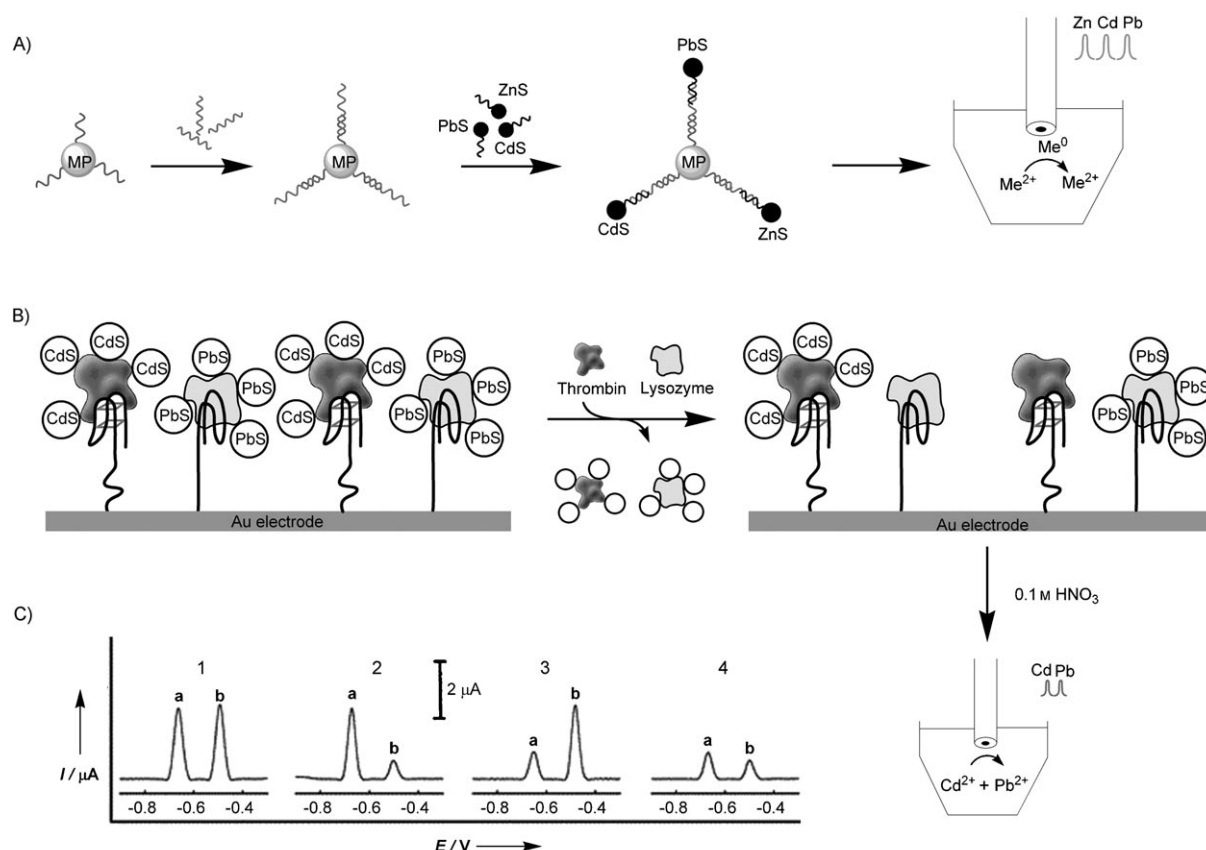 A)
MP
MP
ZnS
PbS
CdS
PbS
MP
CdS
ZnS
Zn Cd Pb
Me⁰
Me²⁺
Me²⁺
B)
CdS
CdS
CdS
CdS
PbS
PbS
PbS
PbS
CdS
CdS
CdS
CdS
PbS
PbS
PbS
PbS
Au electrode
Thrombin
Lysozyme
CdS
CdS
CdS
CdS
PbS
PbS
PbS
PbS
Au electrode
0.1 M HNO₃
Cd Pb
Cd²⁺ + Pb²⁺
C)
1
2
3
4
2 μA
a
b
a
b
a
b
a
b
I / μA
-0.8 -0.6 -0.4
-0.8 -0.6 -0.4
-0.8 -0.6 -0.4
-0.8 -0.6 -0.4
E / V